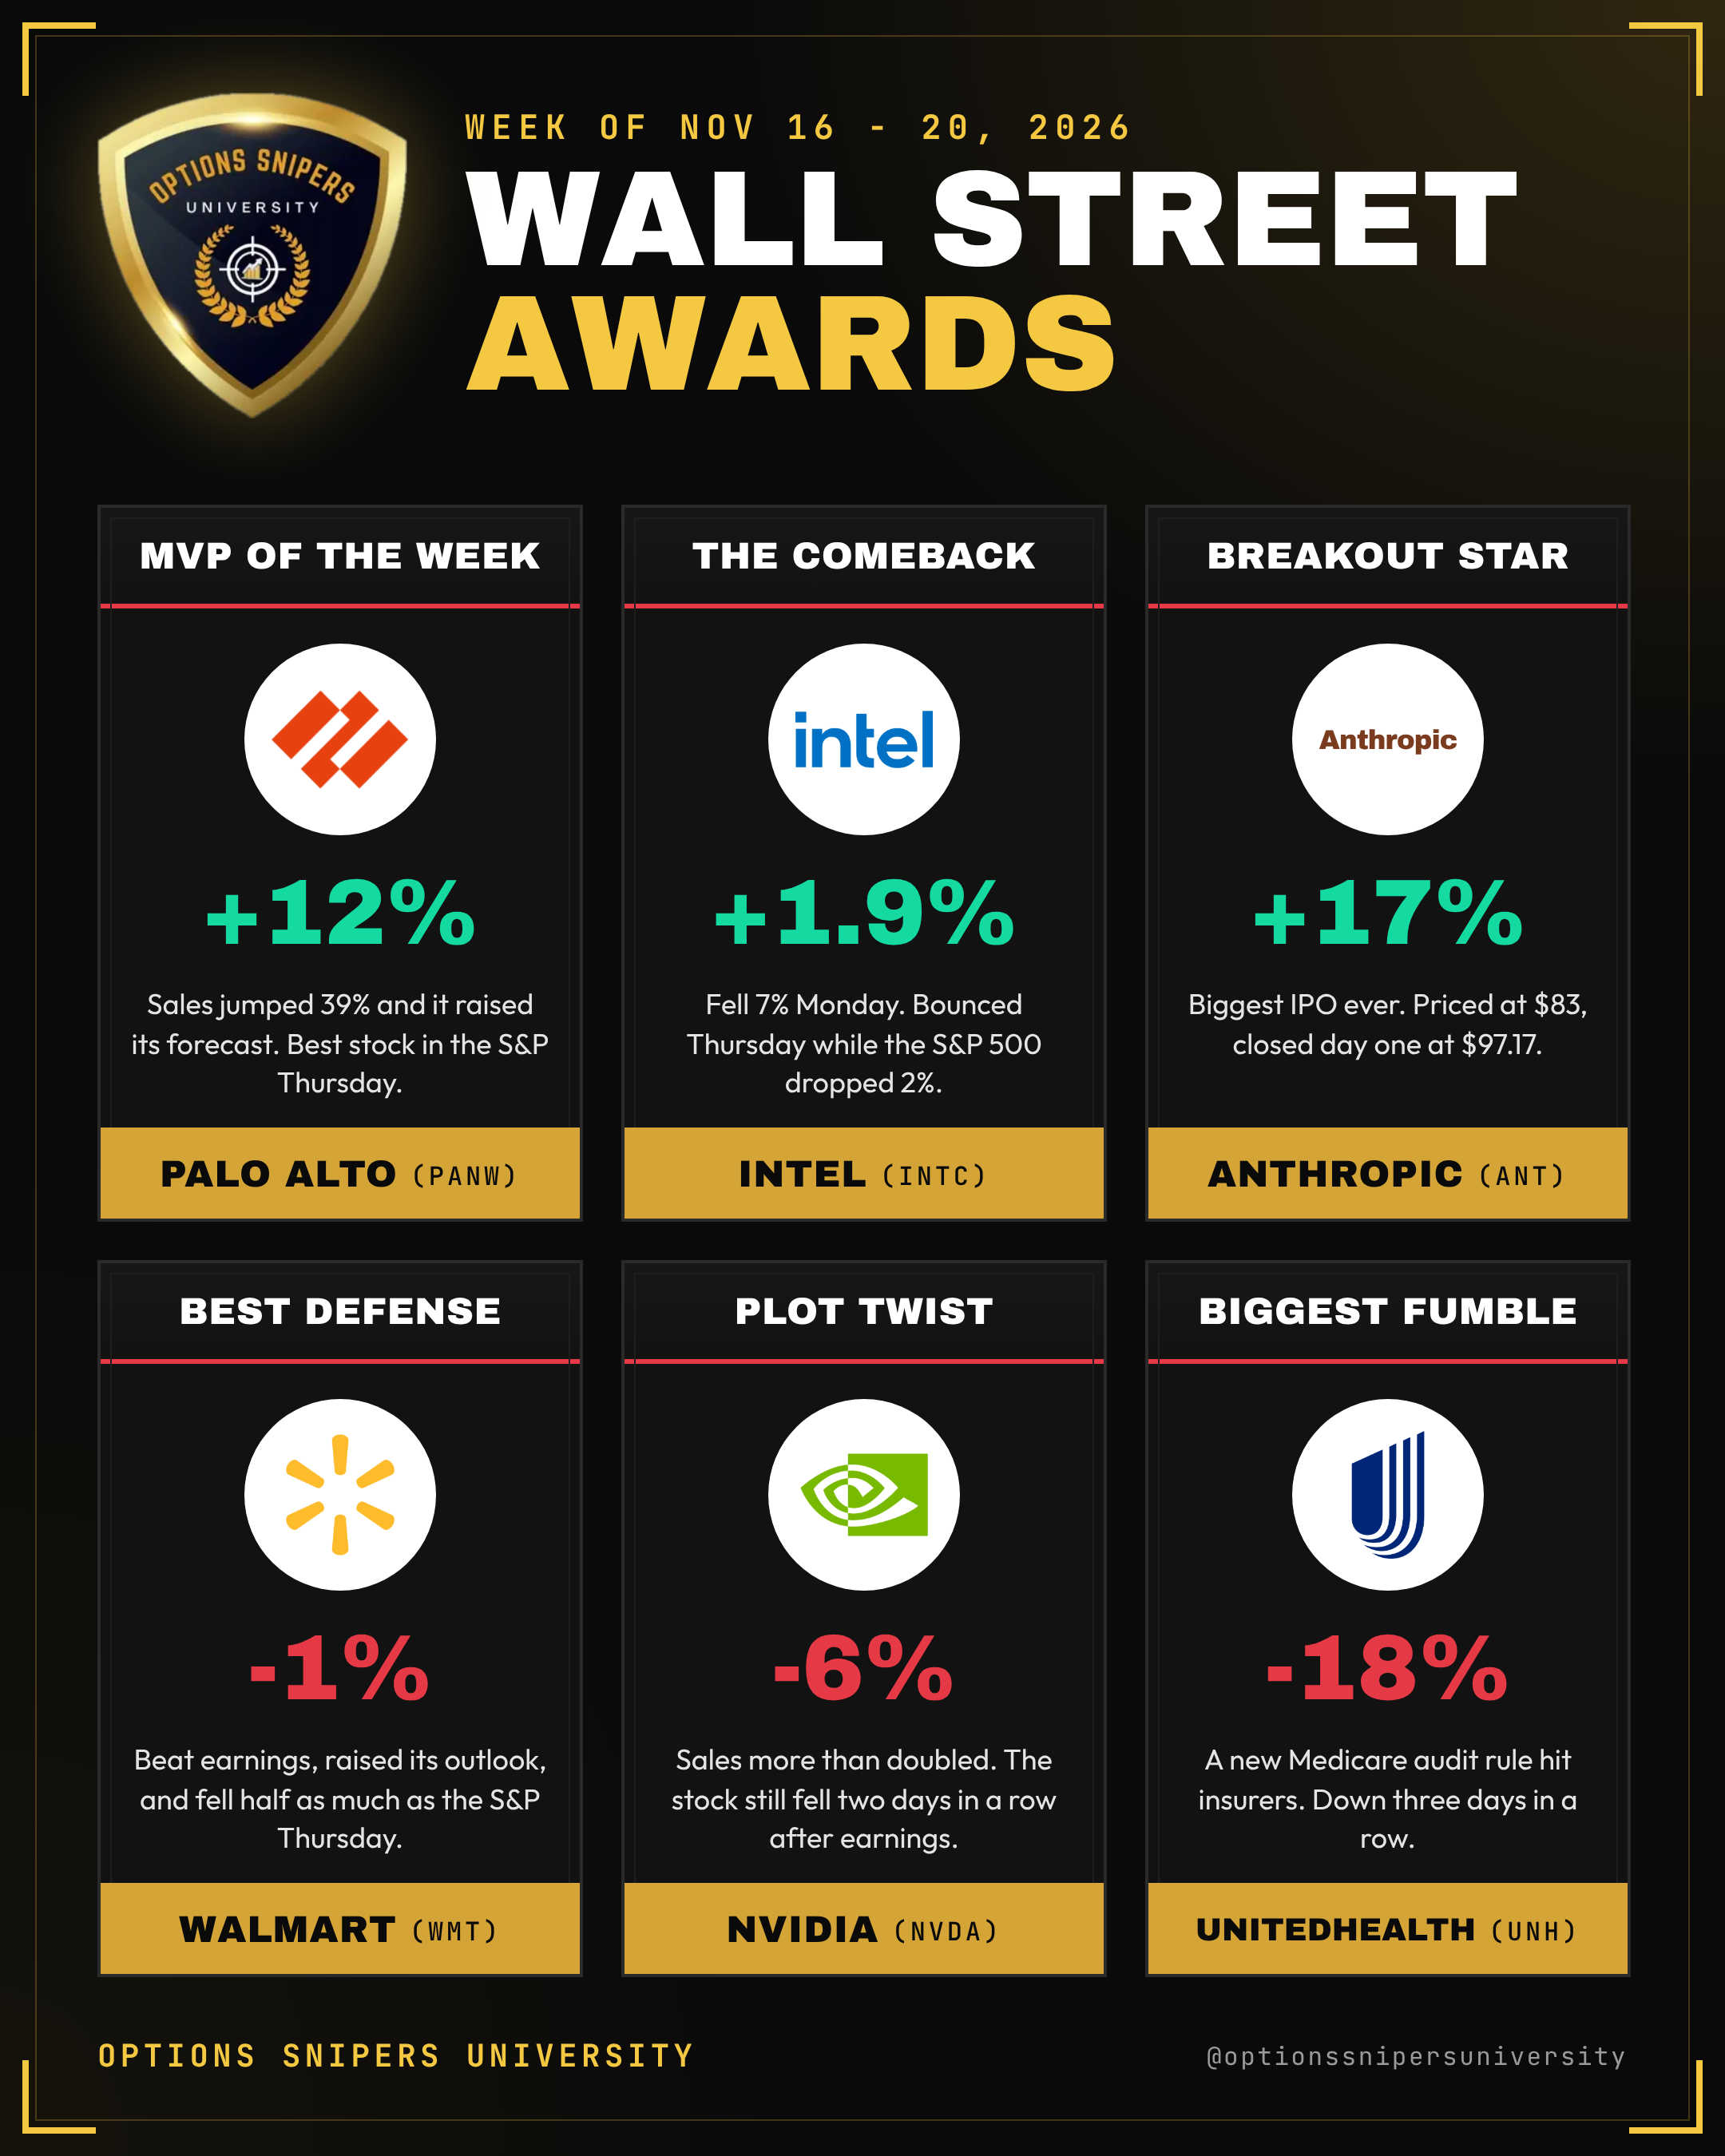 OPTIONS SNIPERS
UNIVERSITY
WEEK OF NOV 16 - 20, 2026
WALL STREET
AWARDS
MVP OF THE WEEK
+12%
Sales jumped 39% and it raised
its forecast. Best stock in the S&P
Thursday.
PALO ALTO (PANW)
THE COMEBACK
intel
+1.9%
Fell 7% Monday. Bounced
Thursday while the S&P 500
dropped 2%.
INTEL (INTC)
BREAKOUT STAR
Anthropic
+17%
Biggest IPO ever. Priced at $83,
closed day one at $97.17.
ANTHROPIC (ANT)
BEST DEFENSE
-1%
Beat earnings, raised its outlook,
and fell half as much as the S&P
Thursday.
WALMART (WMT)
PLOT TWIST
-6%
Sales more than doubled. The
stock still fell two days in a row
after earnings.
NVIDIA (NVDA)
BIGGEST FUMBLE
-18%
A new Medicare audit rule hit
insurers. Down three days in a
row.
UNITEDHEALTH (UNH)
OPTIONS SNIPERS UNIVERSITY
@optionssnipersuniversity